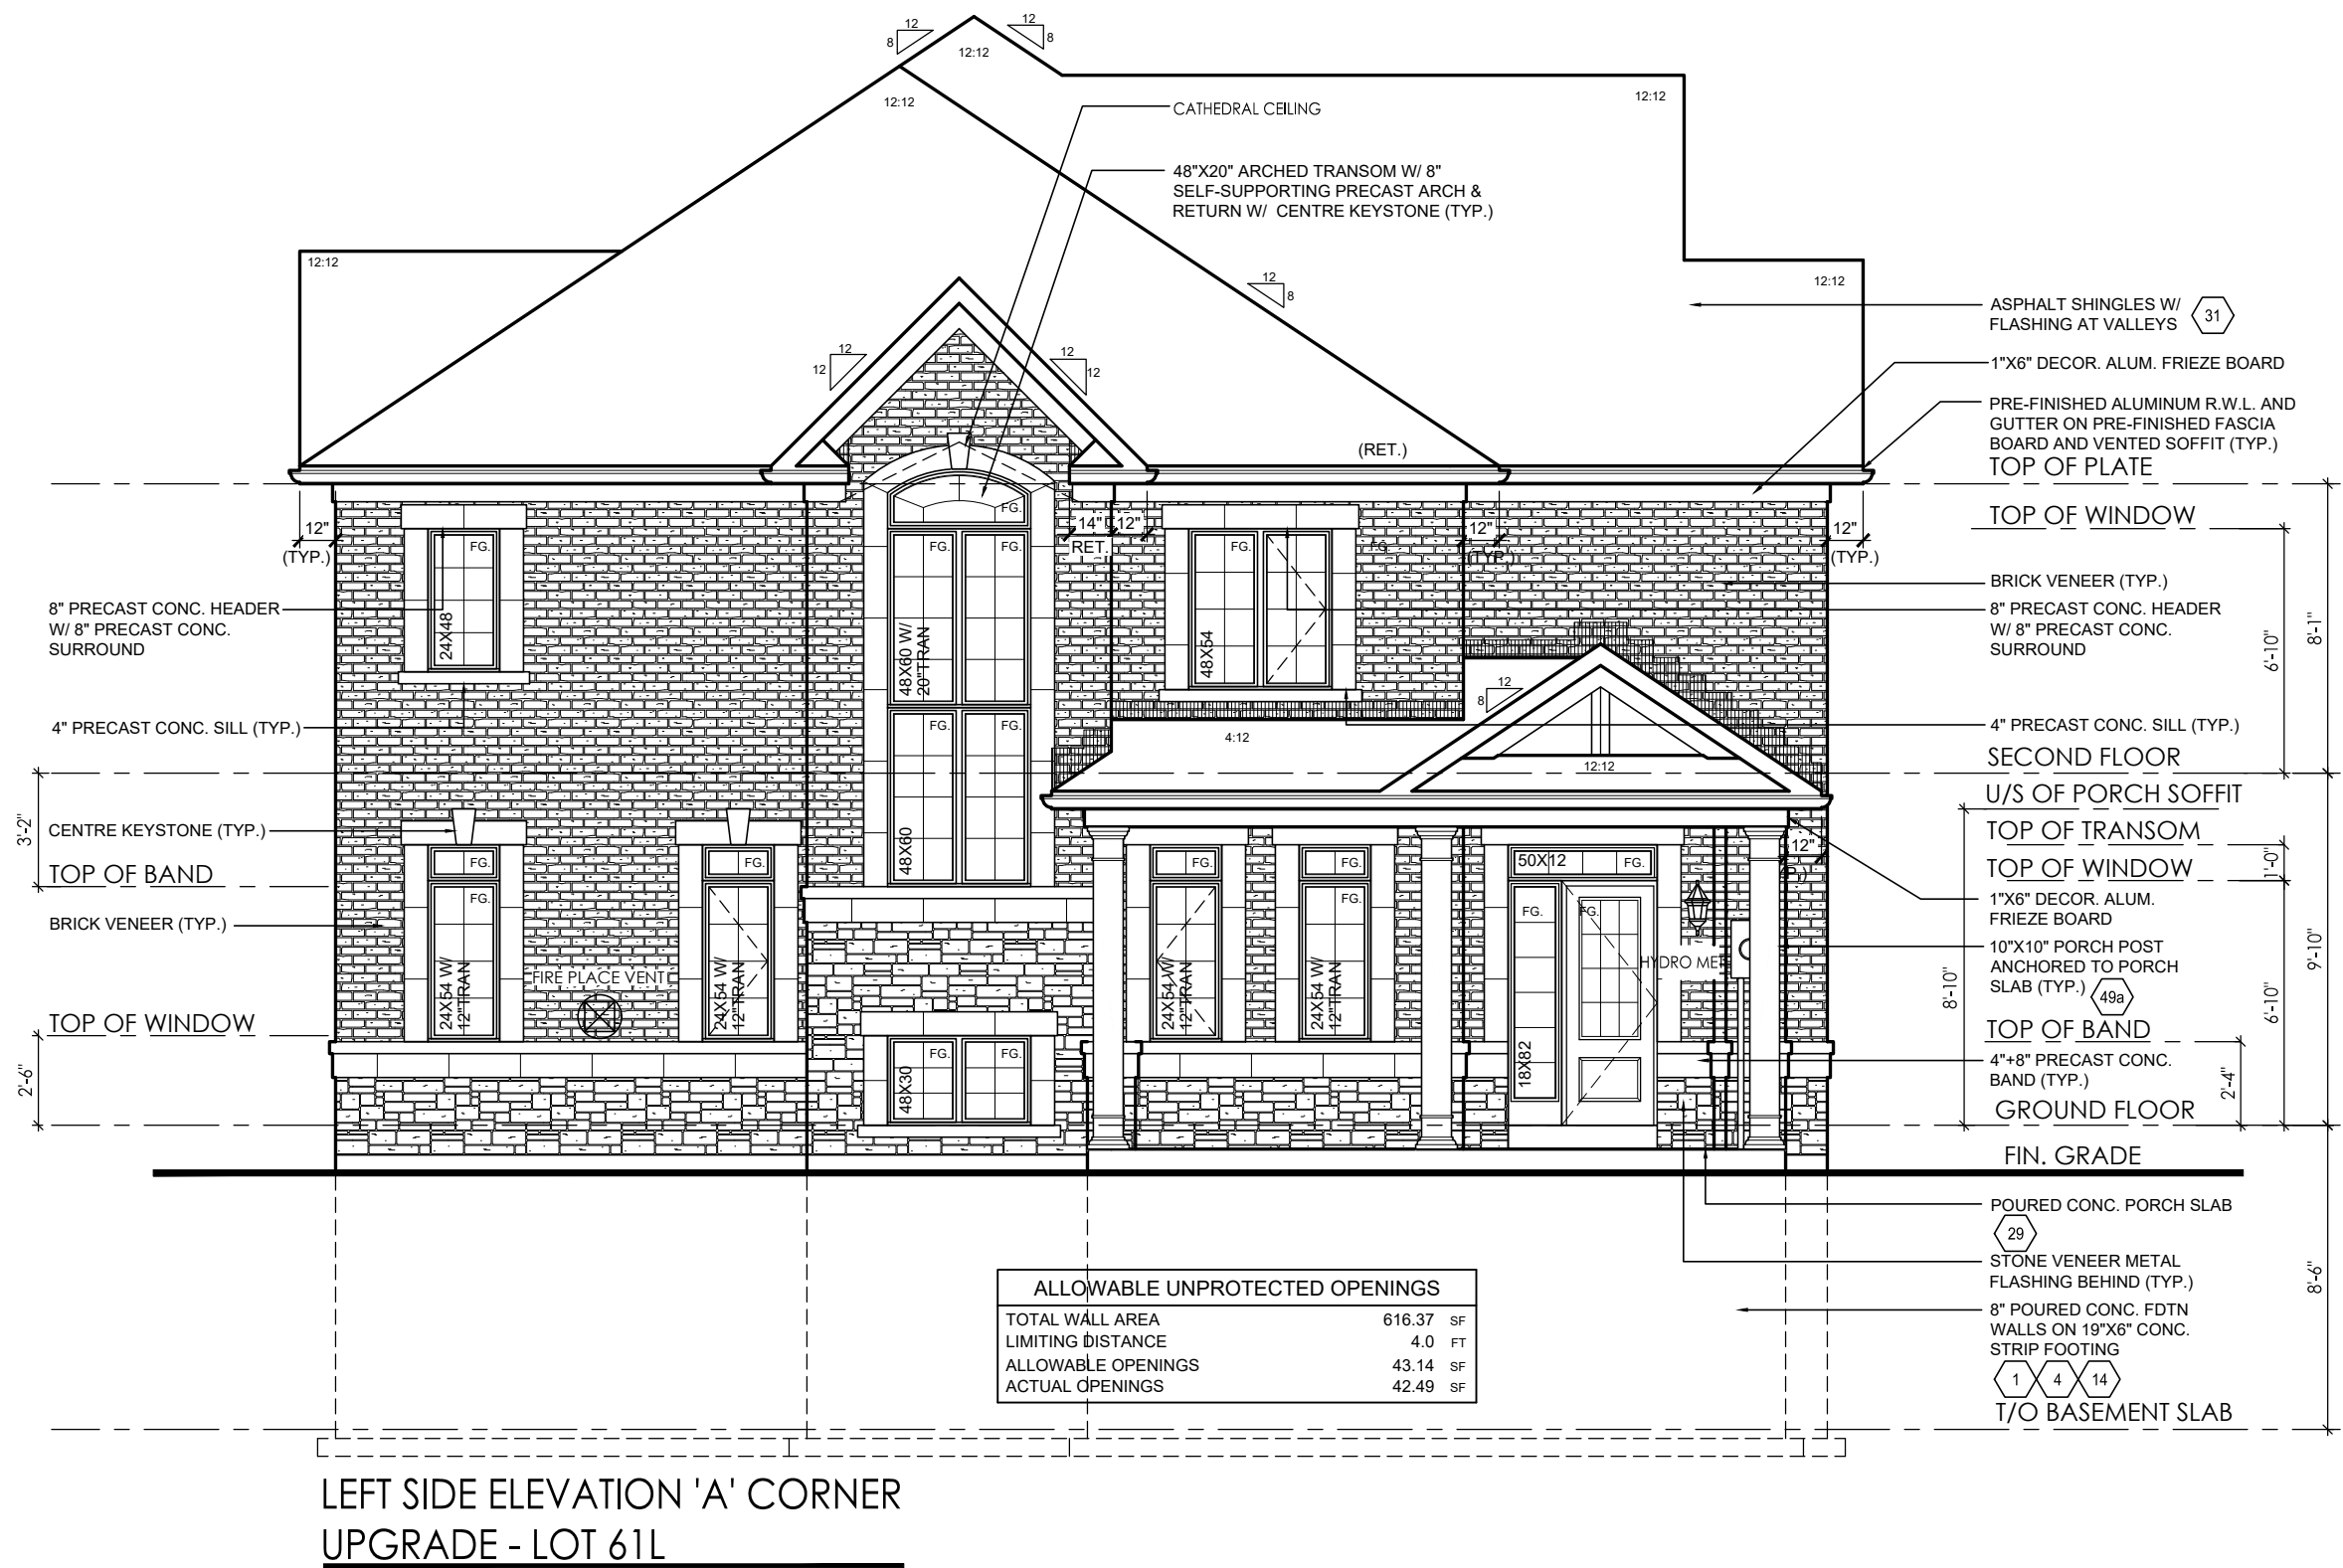 12
8
12
8
12:12
12:12
12:12
CATHEDRAL CEILING
48"X20" ARCHED TRANSOM W/ 8"
SELF-SUPPORTING PRECAST ARCH &
RETURN W/ CENTRE KEYSTONE (TYP.)
12:12
12:12
12
8
12
12
12
12
(RET.)
ASPHALT SHINGLES W/
FLASHING AT VALLEYS
31
1"X6" DECOR. ALUM. FRIEZE BOARD
PRE-FINISHED ALUMINUM R.W.L. AND
GUTTER ON PRE-FINISHED FASCIA
BOARD AND VENTED SOFFIT (TYP.)
TOP OF PLATE
TOP OF WINDOW
12"
(TYP.)
14"
RET.
12"
12"
(TYP.)
12"
(TYP.)
FG.
FG.
FG.
FG.
FG.
FG.
24X48
48X60 W/
20"TRAN
48X54
BRICK VENEER (TYP.)
8" PRECAST CONC. HEADER
W/ 8" PRECAST CONC.
SURROUND
8" PRECAST CONC. HEADER
W/ 8" PRECAST CONC.
SURROUND
6'-10"
8'-1"
12
8
4" PRECAST CONC. SILL (TYP.)
4:12
4" PRECAST CONC. SILL (TYP.)
SECOND FLOOR
12:12
U/S OF PORCH SOFFIT
3'-2"
CENTRE KEYSTONE (TYP.)
TOP OF BAND
BRICK VENEER (TYP.)
FG.
FG.
48X60
TOP OF TRANSOM
TOP OF WINDOW
1'-0"
12"
FG.
FG.
FG.
FG.
50X12
FG.
FG.
FG.
FG.
FG.
24X54 W/
12"TRAN
FIRE PLACE VENT
24X54 W/
12"TRAN
24X54 W/
12"TRAN
24X54 W/
12"TRAN
18X82
HYDRO MET
1"X6" DECOR. ALUM.
FRIEZE BOARD
10"X10" PORCH POST
ANCHORED TO PORCH
SLAB (TYP.)
49a
8'-10"
6'-10"
9'-10"
TOP OF WINDOW
2'-6"
FG.
FG.
48X30
TOP OF BAND
4"+8" PRECAST CONC.
BAND (TYP.)
2'-4"
GROUND FLOOR
FIN. GRADE
POURED CONC. PORCH SLAB
29
STONE VENEER METAL
FLASHING BEHIND (TYP.)
8" POURED CONC. FDTN
WALLS ON 19"X6" CONC.
STRIP FOOTING
1 4 14
T/O BASEMENT SLAB
8'-6"
ALLOWABLE UNPROTECTED OPENINGS
TOTAL WALL AREA 616.37 SF
LIMITING DISTANCE 4.0 FT
ALLOWABLE OPENINGS 43.14 SF
ACTUAL OPENINGS 42.49 SF
LEFT SIDE ELEVATION 'A' CORNER
UPGRADE - LOT 61L